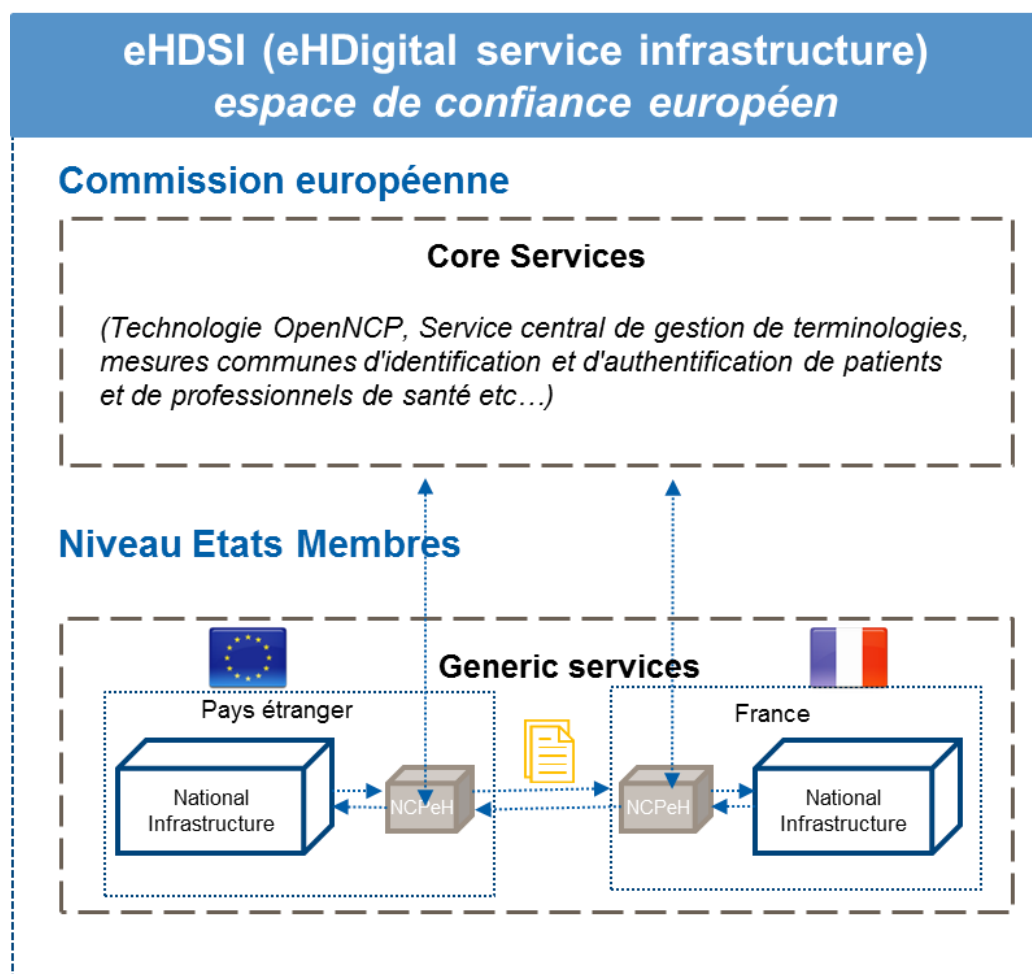 eHDSI (eHDigital service infrastructure)
espace de confiance européen
Commission européenne
Core Services
(Technologie OpenNCP, Service central de gestion de terminologies,
mesures communes d'identification et d'authentification de patients
et de professionnels de santé etc…)
Niveau Etats Membres
Generic services
Pays étranger
France
National
Infrastructure
NCPeH
NCPeH
National
Infrastructure